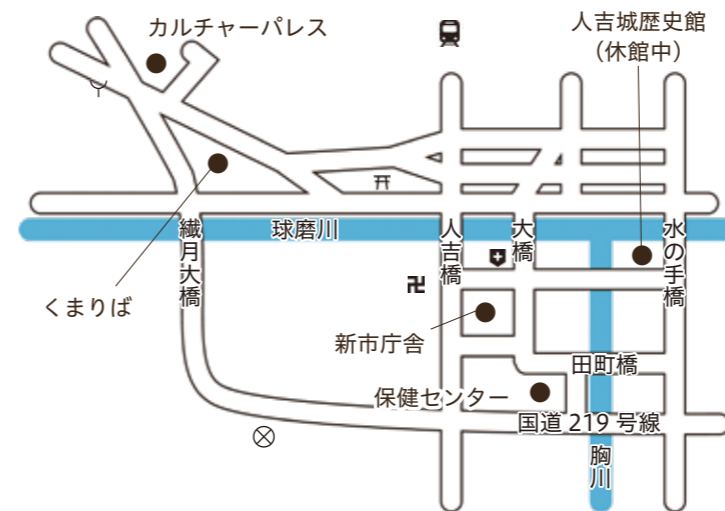 カルチャーパレス
人吉城歴史館
（休館中）
球磨川
繊月大橋
人吉橋
大橋
水の手橋
くまりば
新市庁舎
田町橋
保健センター
国道 219 号線
胸川